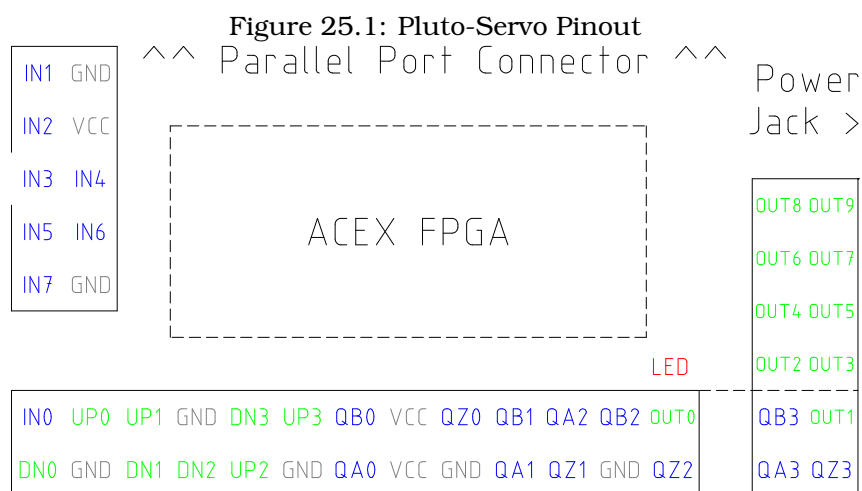 Figure 25.1: Pluto-Servo Pinout
^^ Parallel Port Connector ^^
Power
Jack >
IN1 GND
IN2 VCC
IN3 IN4
IN5 IN6
IN7 GND
ACEX FPGA
OUT8 OUT9
OUT6 OUT7
OUT4 OUT5
OUT2 OUT3
LED
IN0 UP0 UP1 GND DN3 UP3 QB0 VCC QZ0 QB1 QA2 QB2 OUT0
DN0 GND DN1 DN2 UP2 GND QA0 VCC GND QA1 QZ1 GND QZ2
QB3 OUT1
QA3 QZ3